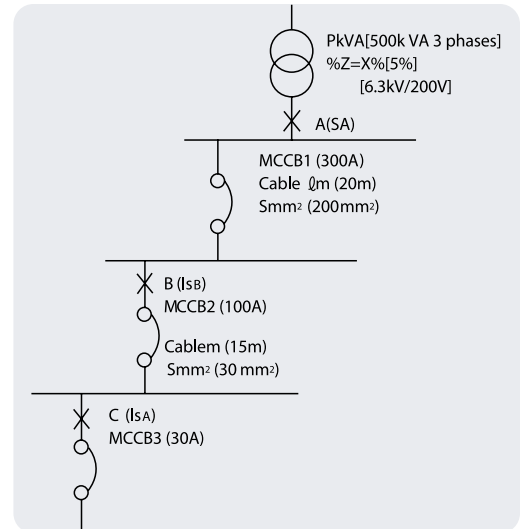 PkVA[500k VA 3 phases]
%Z=X%[5%]
[6.3kV/200V]
A(SA)
MCCB1 (300A)
Cable ℓm (20m)
Smm² (200mm²)
B (IsB)
MCCB2 (100A)
Cablem (15m)
Smm² (30 mm²)
C (IsA)
MCCB3 (30A)